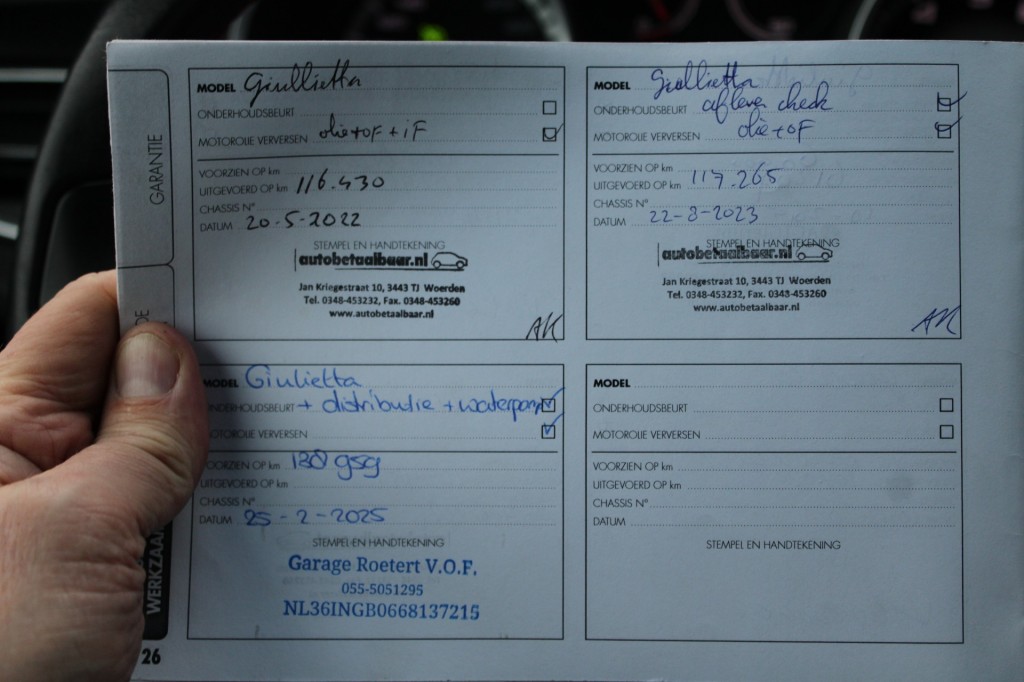 GARANTIE
MODEL Giullietta
ONDERHOUDSBEURT
MOTOROLIE VERVERSEN olie+oF + iF
VOORZIEN OP km
UITGEVOERD OP km 116.430
CHASSIS N°
DATUM 20-5-2022
STEMPEL EN HANDTEKENING
autobetaalbaar.nl
Jan Kriegestraat 10, 3443 TJ Woerden
Tel. 0348-453232, Fax. 0348-453260
www.autobetaalbaar.nl
AK
MODEL Giullietta
ONDERHOUDSBEURT aflever check
MOTOROLIE VERVERSEN olie+oF
VOORZIEN OP km
UITGEVOERD OP km 117.265
CHASSIS N°
DATUM 22-8-2023
STEMPEL EN HANDTEKENING
autobetaalbaar.nl
Jan Kriegestraat 10, 3443 TJ Woerden
Tel. 0348-453232, Fax. 0348-453260
www.autobetaalbaar.nl
AK
DE
MODEL Giulietta
ONDERHOUDSBEURT + distributie + waterpomp
MOTOROLIE VERVERSEN
VOORZIEN OP km
UITGEVOERD OP km
CHASSIS N°
DATUM 25-2-2025
STEMPEL EN HANDTEKENING
Garage Roetert V.O.F.
055-5051295
NL36INGB0668137215
MODEL
ONDERHOUDSBEURT
MOTOROLIE VERVERSEN
VOORZIEN OP km
UITGEVOERD OP km
CHASSIS N°
DATUM
STEMPEL EN HANDTEKENING
WERKZAA
26